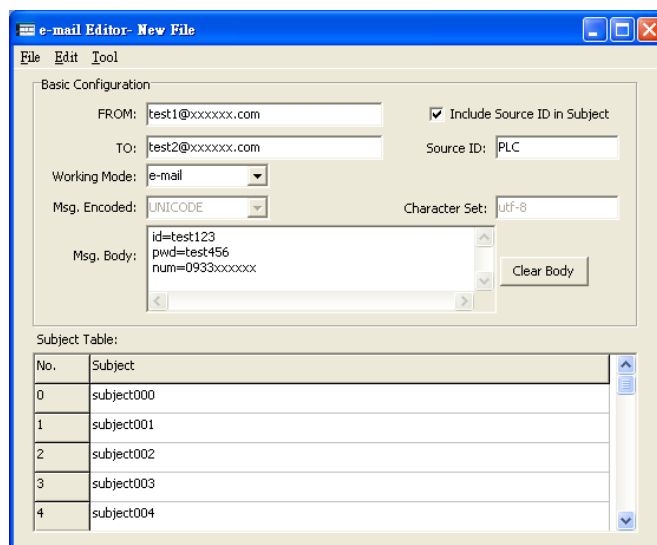 e-mail Editor- New File
File Edit Tool
Basic Configuration
FROM: test1@xxxxxx.com Include Source ID in Subject
TO: test2@xxxxxx.com Source ID: PLC
Working Mode: e-mail
Msg. Encoded: UNICODE Character Set: utf-8
Msg. Body: id=test123
pwd=test456
num=0933xxxxxx
Clear Body
Subject Table:
No. Subject
0 subject000
1 subject001
2 subject002
3 subject003
4 subject004